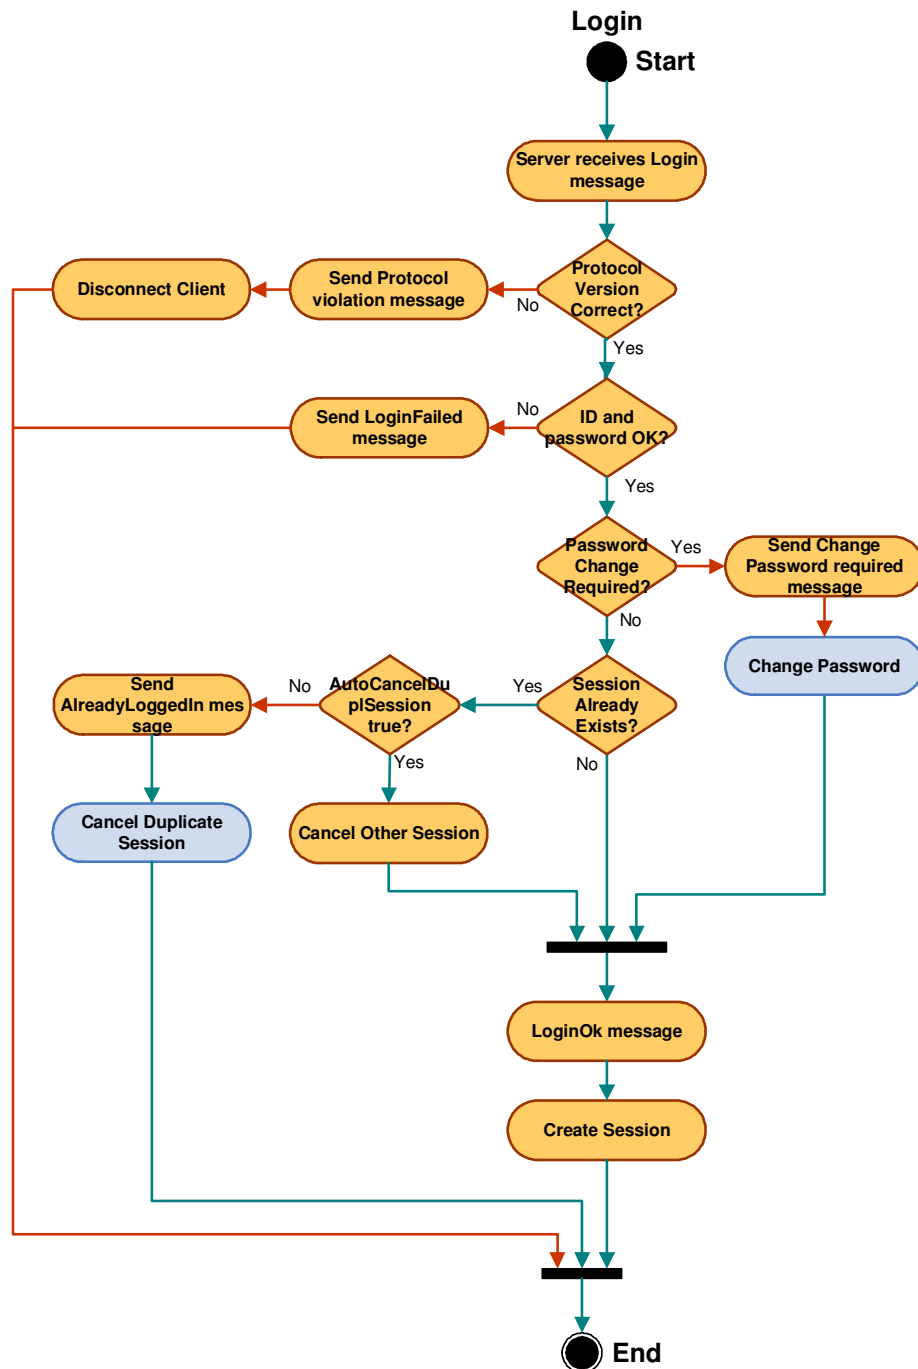 Login
Start
Server receives Login
message
Protocol
Version
Correct?
Send Protocol
violation message
Disconnect Client
No
Yes
ID and
password OK?
No
Send LoginFailed
message
Yes
Password
Change
Required?
Yes
Send Change
Password required
message
No
Change Password
Session
Already
Exists?
Yes
AutoCancelDu
plSession
true?
No
Send
AlreadyLoggedIn mes
sage
Yes
No
Cancel Duplicate
Session
Cancel Other Session
LoginOk message
Create Session
End